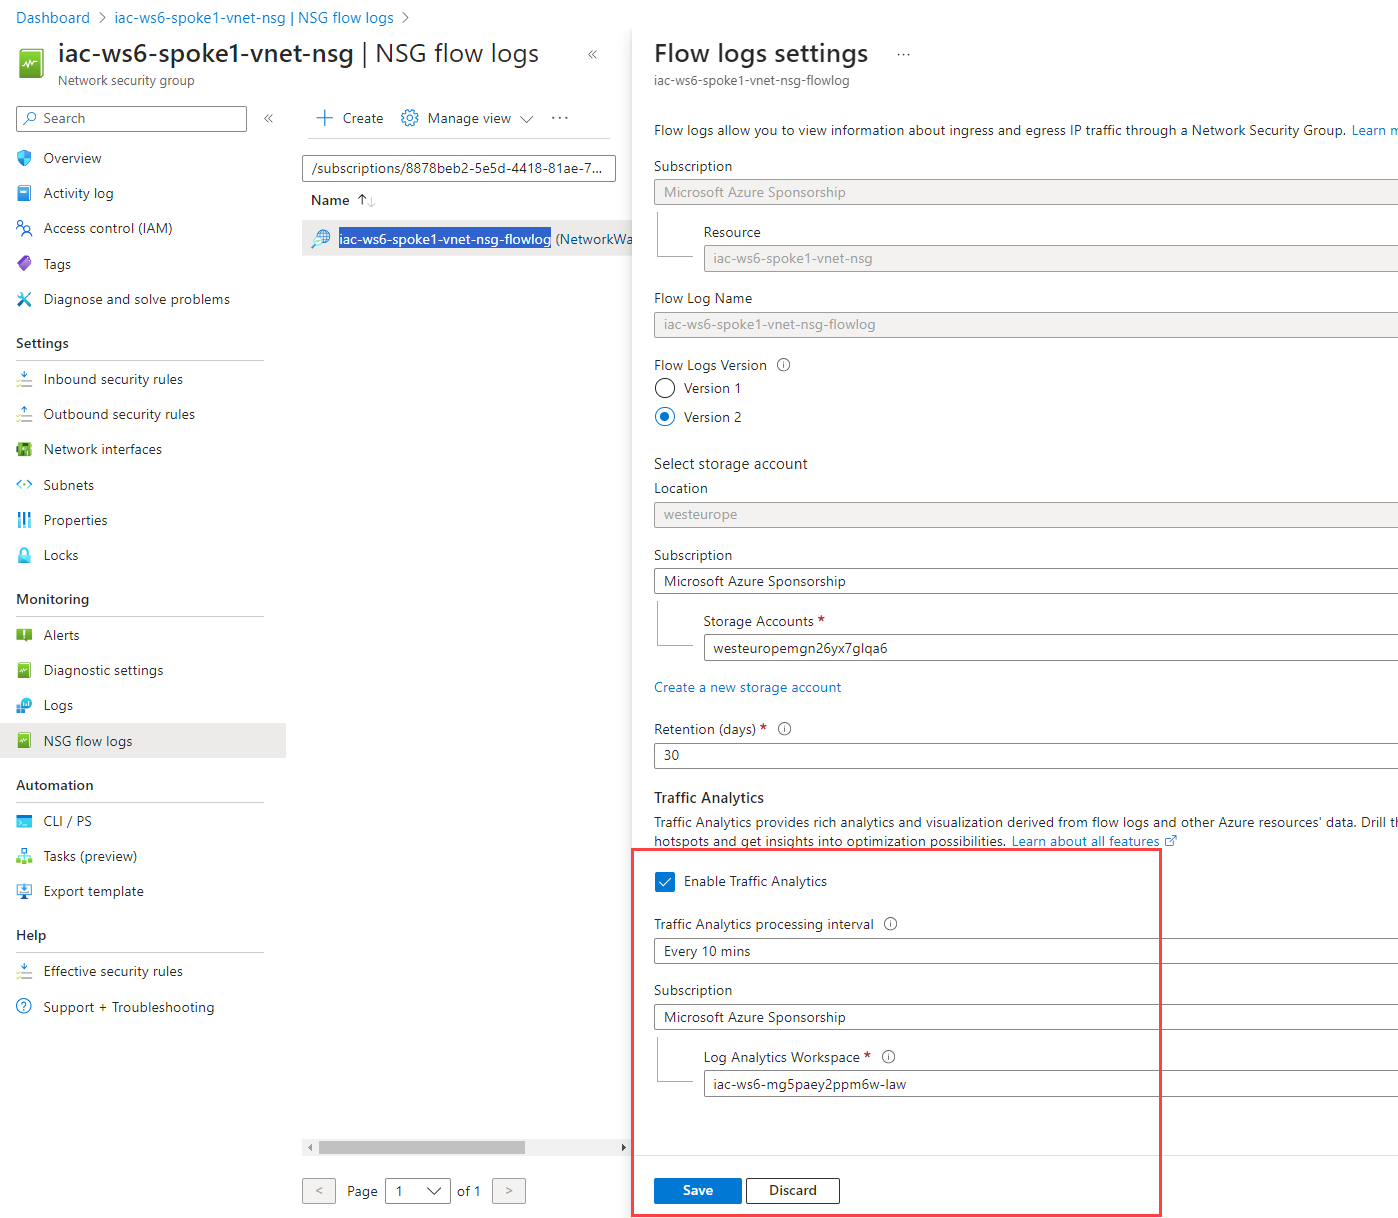 Dashboard > iac-ws6-spoke1-vnet-nsg | NSG flow logs >
iac-ws6-spoke1-vnet-nsg | NSG flow logs
Network security group
Search
Overview
Activity log
Access control (IAM)
Tags
Diagnose and solve problems
Settings
Inbound security rules
Outbound security rules
Network interfaces
Subnets
Properties
Locks
Monitoring
Alerts
Diagnostic settings
Logs
NSG flow logs
Automation
CLI / PS
Tasks (preview)
Export template
Help
Effective security rules
Support + Troubleshooting
Create Manage view ...
/subscriptions/8878beb2-5e5d-4418-81ae-7...
Name
iac-ws6-spoke1-vnet-nsg-flowlog (NetworkWa
< Page 1 of 1 >
Flow logs settings ...
iac-ws6-spoke1-vnet-nsg-flowlog
Flow logs allow you to view information about ingress and egress IP traffic through a Network Security Group. Learn m
Subscription
Microsoft Azure Sponsorship
Resource
iac-ws6-spoke1-vnet-nsg
Flow Log Name
iac-ws6-spoke1-vnet-nsg-flowlog
Flow Logs Version
Version 1
Version 2
Select storage account
Location
westeurope
Subscription
Microsoft Azure Sponsorship
Storage Accounts *
westeuropemgn26yx7glqa6
Create a new storage account
Retention (days) *
30
Traffic Analytics
Traffic Analytics provides rich analytics and visualization derived from flow logs and other Azure resources' data. Drill th
hotspots and get insights into optimization possibilities. Learn about all features
Enable Traffic Analytics
Traffic Analytics processing interval
Every 10 mins
Subscription
Microsoft Azure Sponsorship
Log Analytics Workspace *
iac-ws6-mg5paey2ppm6w-law
Save Discard